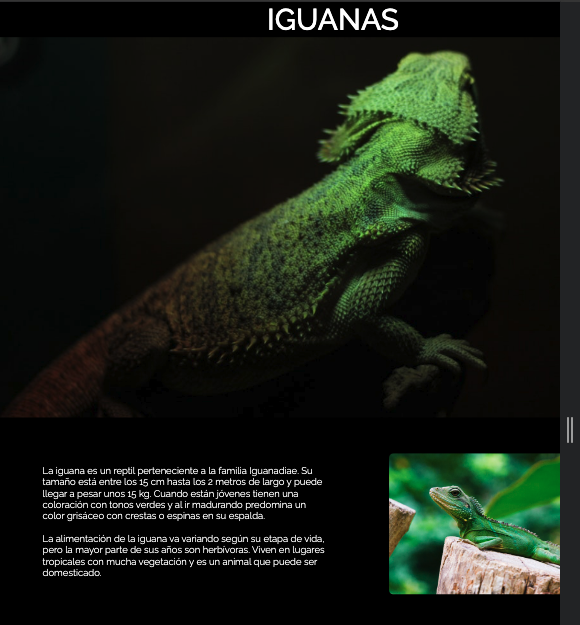 IGUANAS
La iguana es un reptil perteneciente a la familia Iguanadiae. Su
tamaño está entre los 15 cm hasta los 2 metros de largo y puede
llegar a pesar unos 15 kg. Cuando están jóvenes tienen una
coloración con tonos verdes y al ir madurando predomina un
color grisáceo con crestas o espinas en su espalda.
La alimentación de la iguana va variando según su etapa de vida,
pero la mayor parte de sus años son herbívoras. Viven en lugares
tropicales con mucha vegetación y es un animal que puede ser
domesticado.